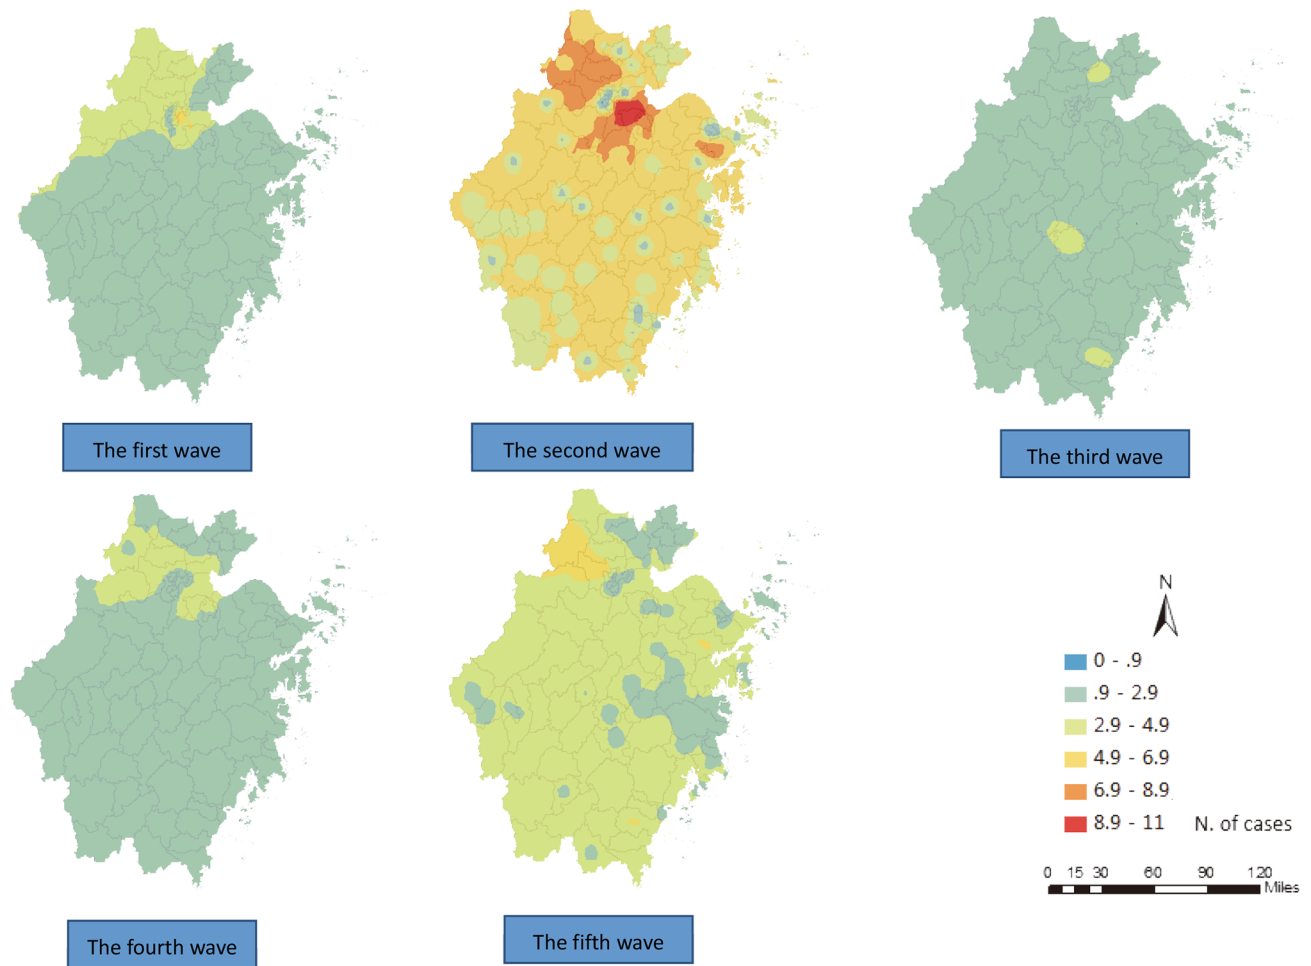 The first wave
The second wave
The third wave
N
0 - .9
.9 - 2.9
2.9 - 4.9
4.9 - 6.9
6.9 - 8.9
8.9 - 11 N. of cases
0 15 30 60 90 120
Miles
The fourth wave
The fifth wave